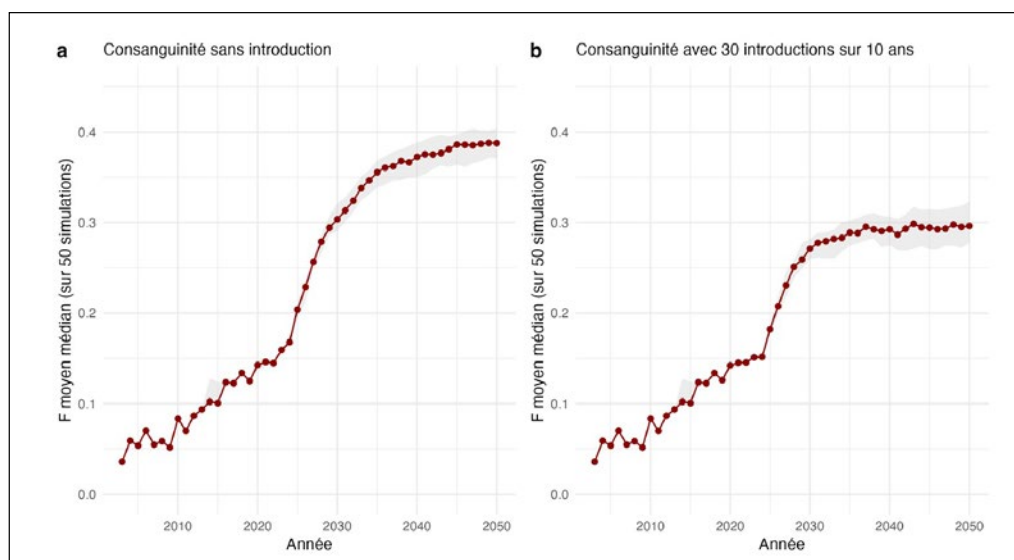 a Consanguinité sans introduction
F moyen médian (sur 50 simulations)
0.4
0.3
0.2
0.1
0.0
2010 2020 2030 2040 2050
Année
b Consanguinité avec 30 introductions sur 10 ans
F moyen médian (sur 50 simulations)
0.4
0.3
0.2
0.1
0.0
2010 2020 2030 2040 2050
Année